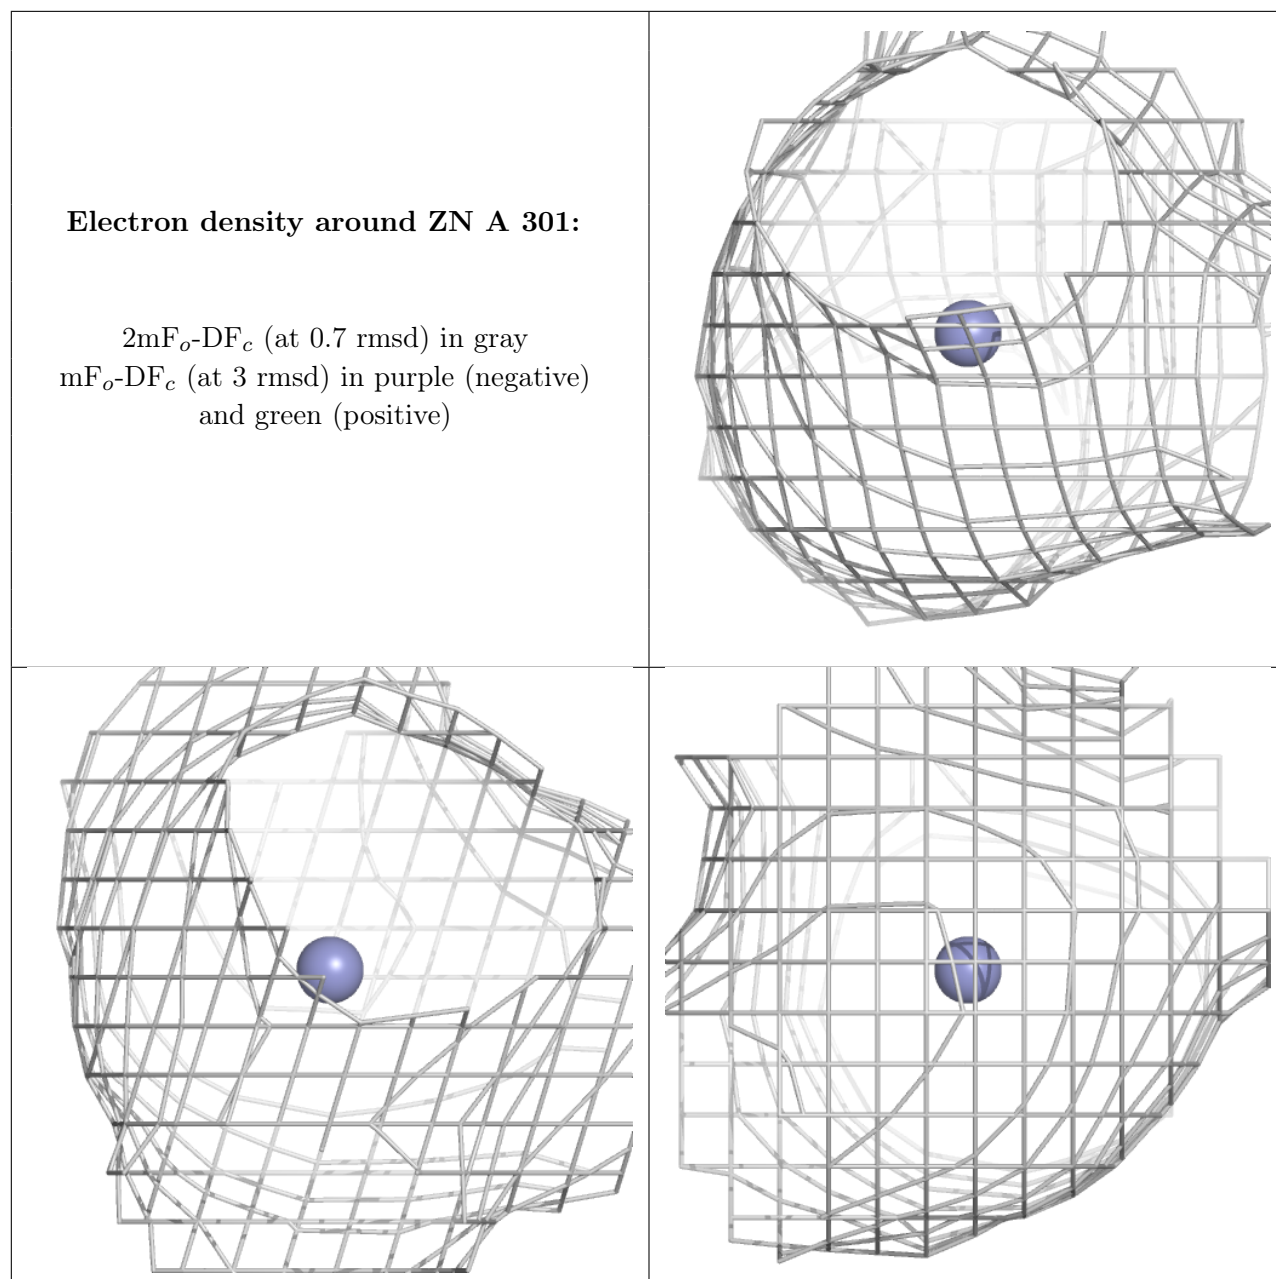 Electron density around ZN A 301:
2mFo-DFc (at 0.7 rmsd) in gray
mFo-DFc (at 3 rmsd) in purple (negative)
and green (positive)